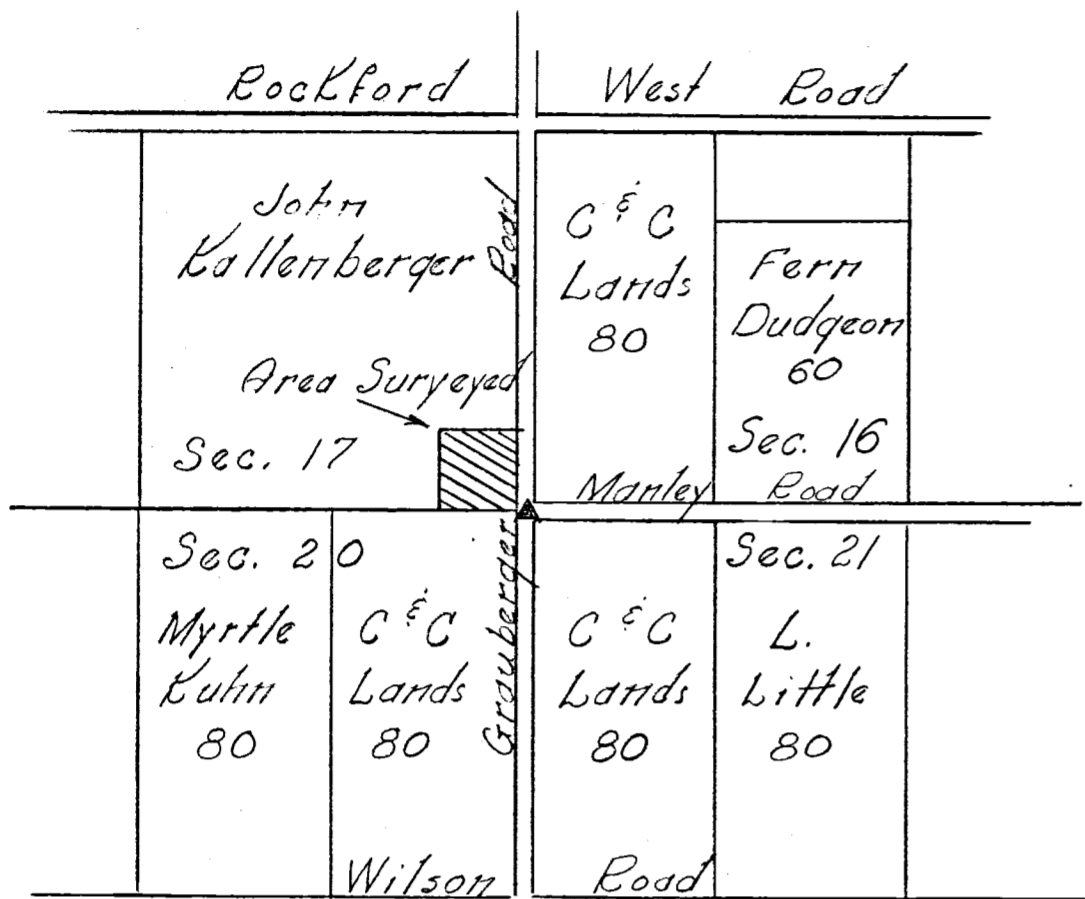 Rockford West Road
John
Kallenberger
Road
C & C
Lands
80
Fern
Dudgeon
60
Area Surveyed
Sec. 17
Sec. 16
Manley Road
Sec. 20
Myrtle
Kuhn
80
C & C
Lands
80
Grauberger
C & C
Lands
80
Sec. 21
L.
Little
80
Wilson Road